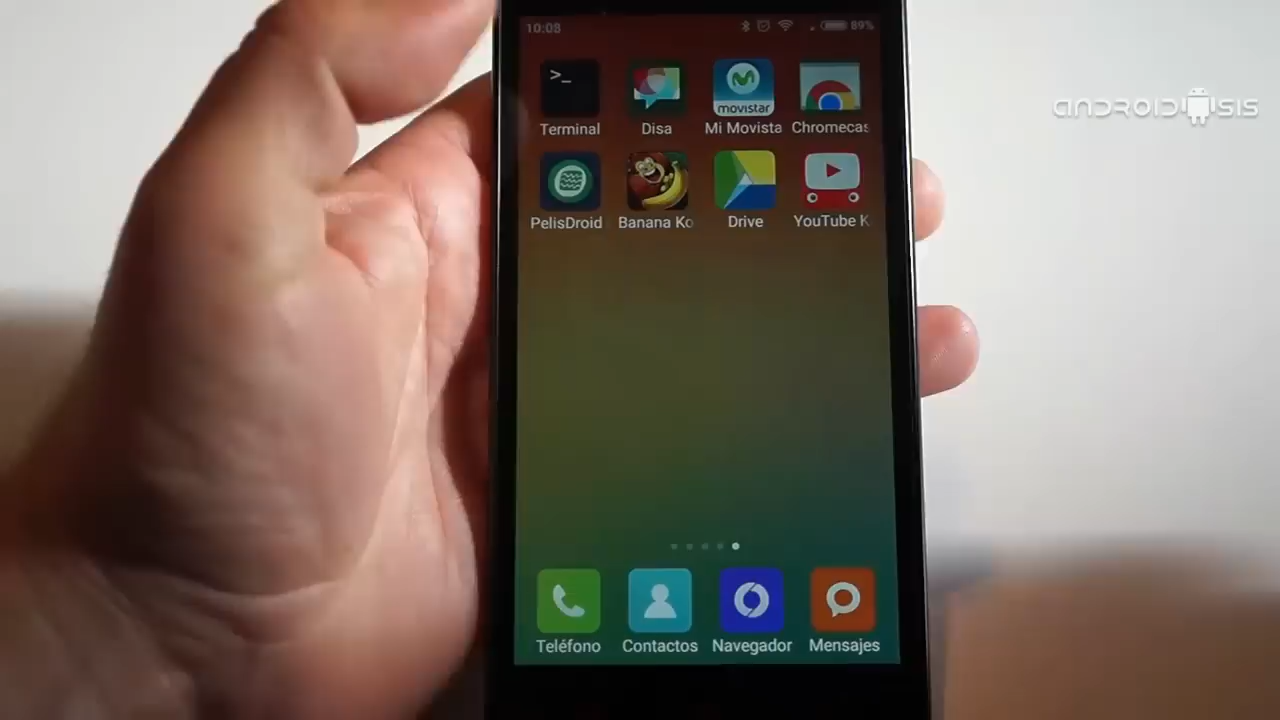 10:08
89%
ANDROIDSIS
>_
movistar
Terminal
Disa
Mi Movista
Chromecas
PelisDroid
Banana Ko
Drive
YouTube K
Teléfono
Contactos
Navegador
Mensajes